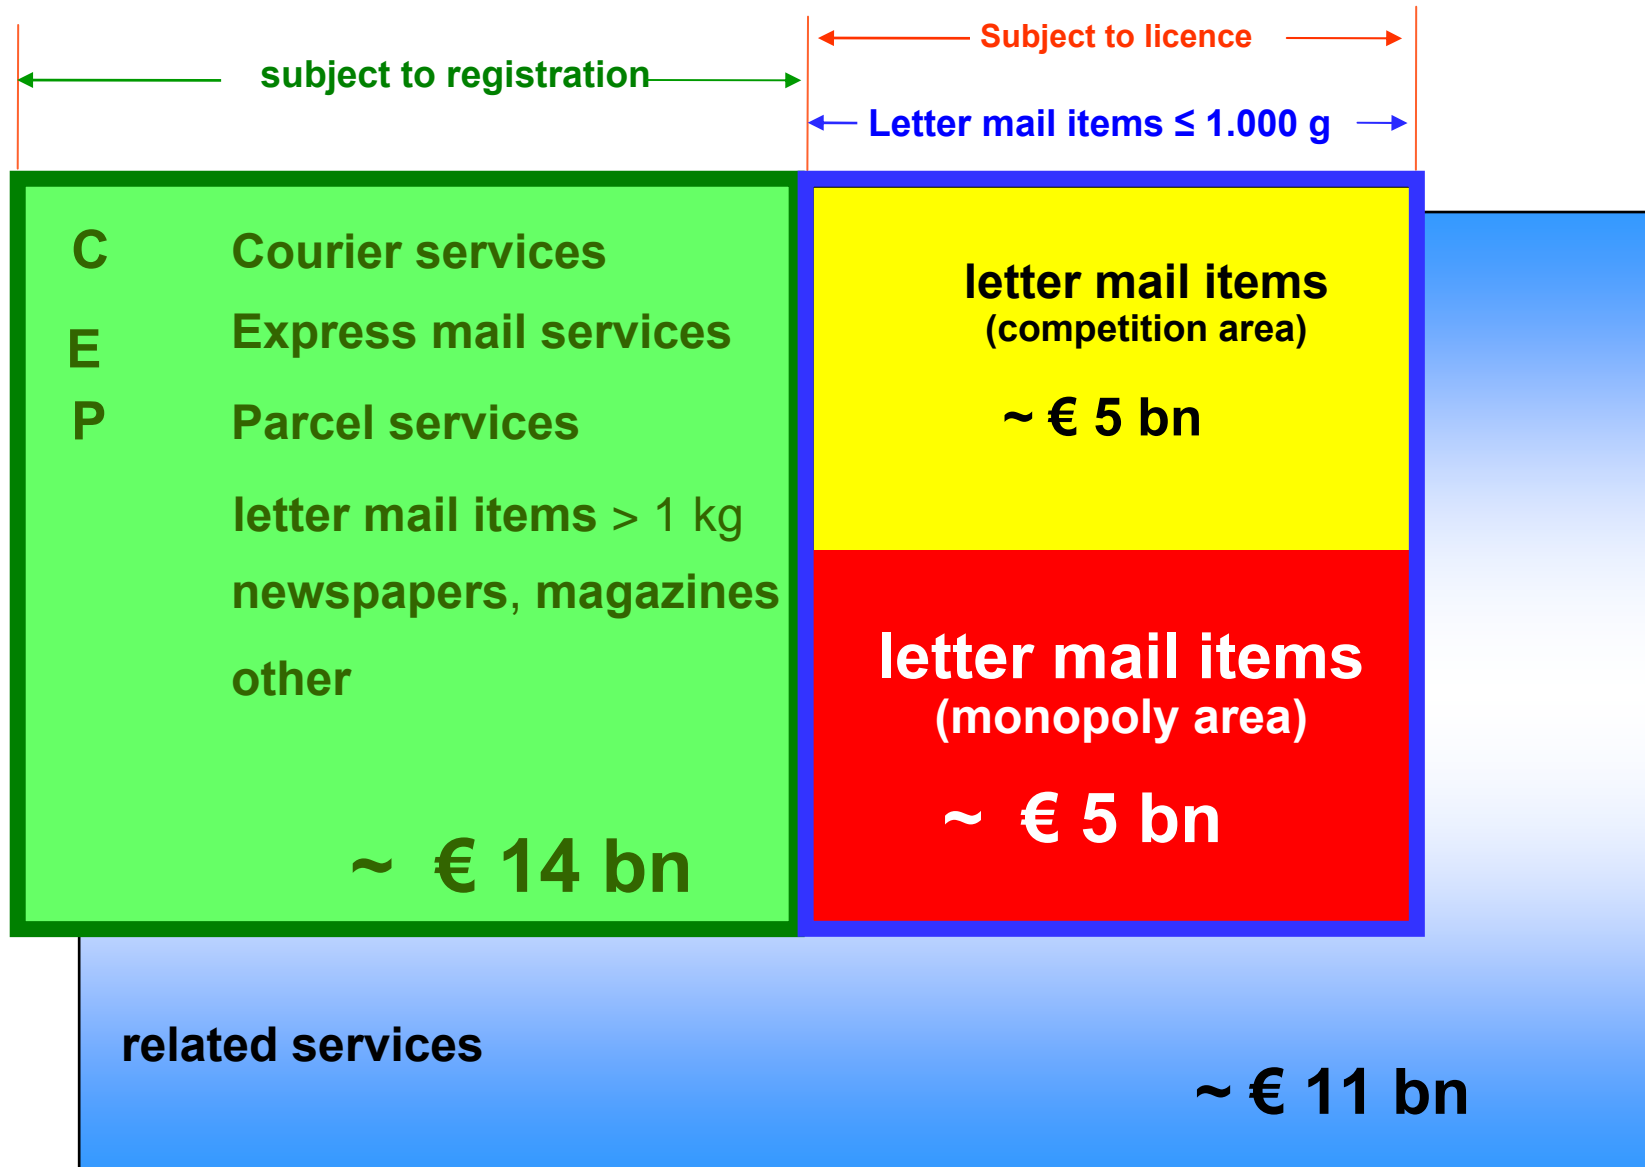 Subject to licence
subject to registration
Letter mail items ≤ 1.000 g
C Courier services
E Express mail services
P Parcel services
letter mail items > 1 kg
newspapers, magazines
other
~ € 14 bn
letter mail items
(competition area)
~ € 5 bn
letter mail items
(monopoly area)
~ € 5 bn
related services
~ € 11 bn